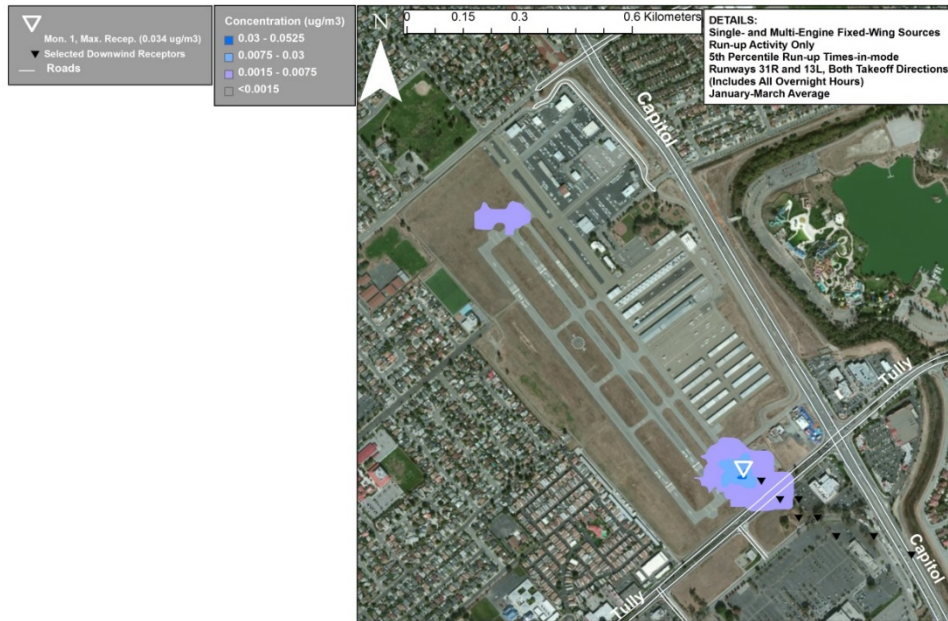 Mon. 1, Max. Recep. (0.034 ug/m3)
Selected Downwind Receptors
Roads
Concentration (ug/m3)
0.03 - 0.0525
0.0075 - 0.03
0.0015 - 0.0075
<0.0015
N
0 0.15 0.3 0.6 Kilometers
DETAILS:
Single- and Multi-Engine Fixed-Wing Sources
Run-up Activity Only
5th Percentile Run-up Times-in-mode
Runways 31R and 13L, Both Takeoff Directions
(Includes All Overnight Hours)
January-March Average
Capitol
Tully
Capitol
Tully